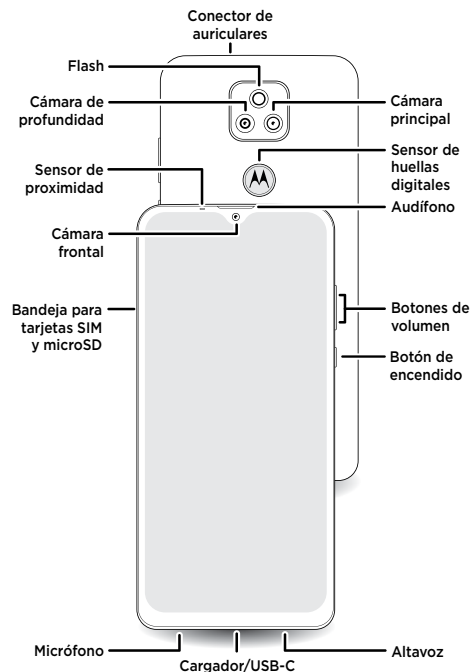 Conector de
auriculares
Flash
Cámara de
profundidad
Cámara
principal
Sensor de
huellas
digitales
Sensor de
proximidad
Audífono
Cámara
frontal
Bandeja para
tarjetas SIM
y microSD
Botones de
volumen
Botón de
encendido
Micrófono
Cargador/USB-C
Altavoz